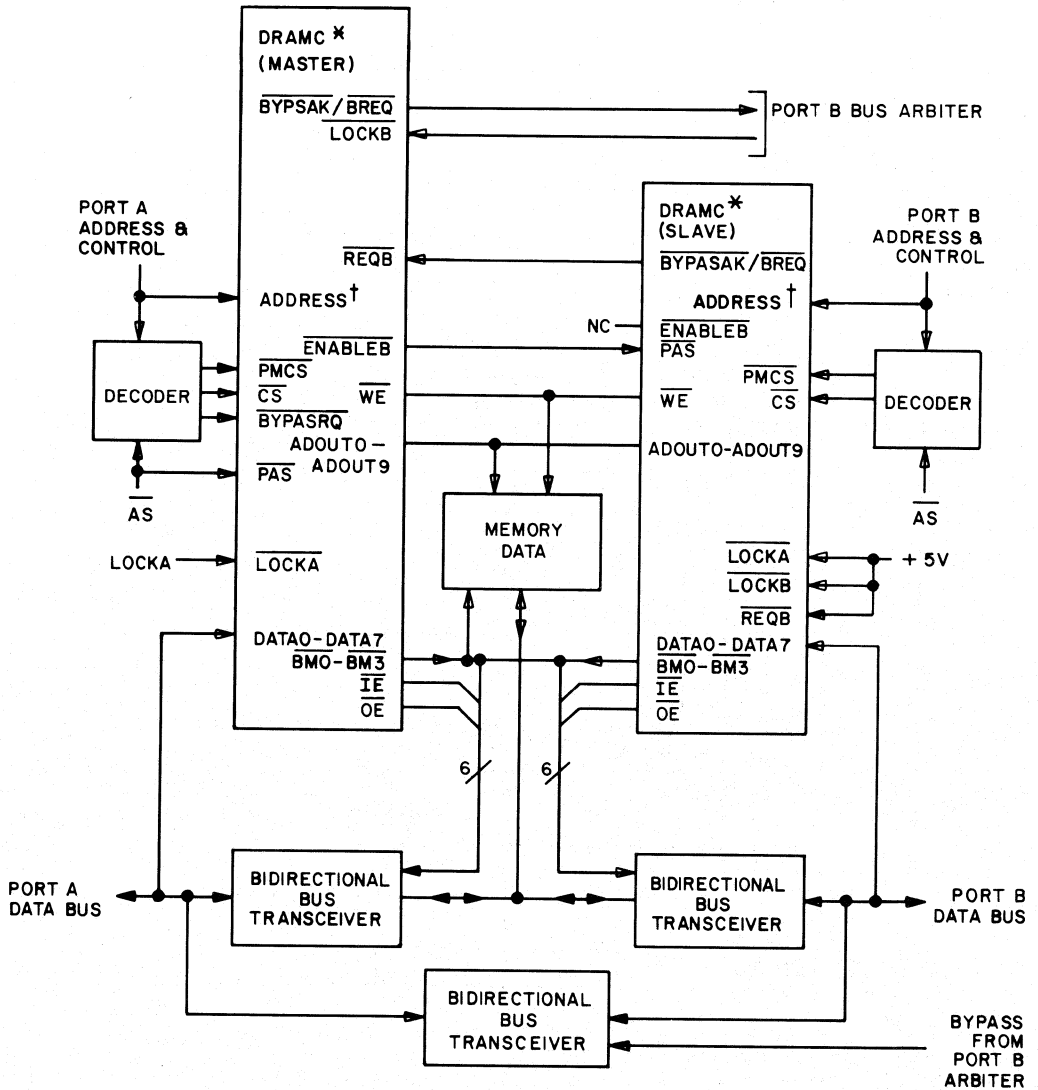 DRAMC *
(MASTER)
BYPSAK/BREQ
LOCKB
PORT B BUS ARBITER
PORT A
ADDRESS &
CONTROL
REQB
ADDRESS†
ENABLEB
DECODER
PMCS
CS
WE
BYPASRQ
ADOUT0-
ADOUT9
PAS
AS
LOCKA
LOCKA
DATA0-DATA7
BM0-BM3
IE
OE
DRAMC *
(SLAVE)
BYPASAK/BREQ
ADDRESS†
NC
ENABLEB
PAS
PMCS
WE
CS
ADOUT0-ADOUT9
PORT B
ADDRESS &
CONTROL
DECODER
AS
MEMORY
DATA
LOCKA
+5V
LOCKB
REQB
DATA0-DATA7
BM0-BM3
IE
OE
6
6
PORT A
DATA BUS
BIDIRECTIONAL
BUS
TRANSCEIVER
BIDIRECTIONAL
BUS
TRANSCEIVER
PORT B
DATA BUS
BIDIRECTIONAL
BUS
TRANSCEIVER
BYPASS
FROM
PORT B
ARBITER